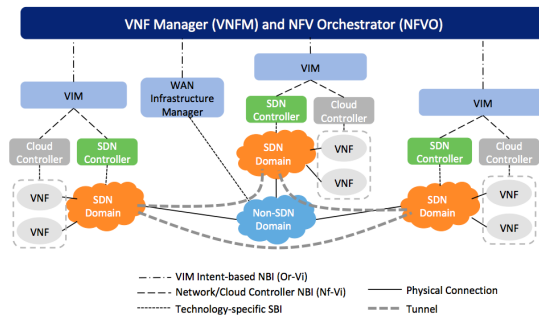 VNF Manager (VNFM) and NFV Orchestrator (NFVO)
VIM
WAN
Infrastructure
Manager
VIM
VIM
Cloud
Controller
SDN
Controller
SDN
Controller
Cloud
Controller
SDN
Controller
Cloud
Controller
VNF
VNF
SDN
Domain
SDN
Domain
VNF
VNF
Non-SDN
Domain
SDN
Domain
VNF
VNF
VIM Intent-based NBI (Or-Vi)
Network/Cloud Controller NBI (Nf-Vi)
Technology-specific SBI
Physical Connection
Tunnel